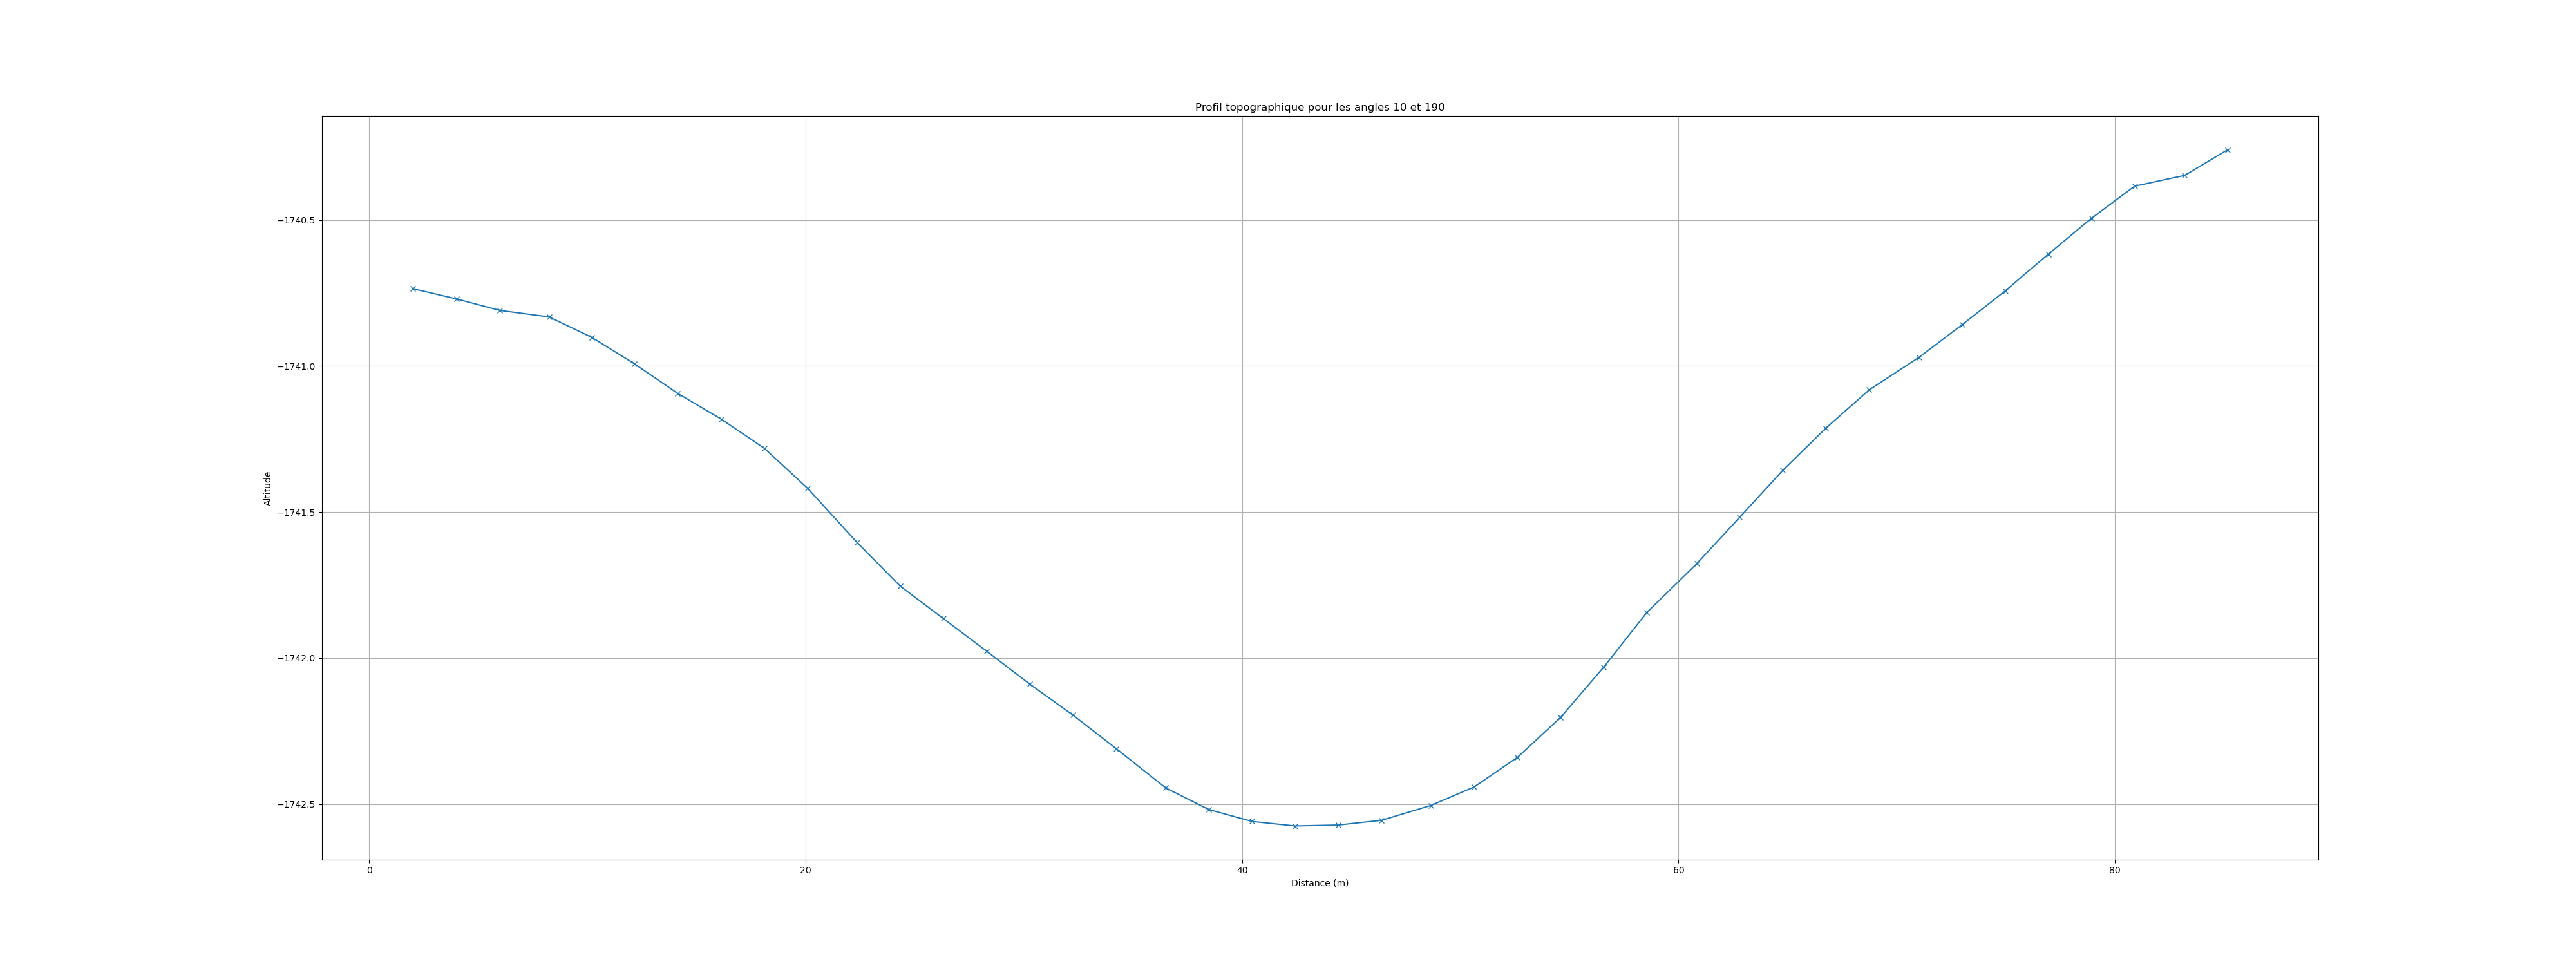 Profil topographique pour les angles 10 et 190
−1740.5
−1741.0
−1741.5
−1742.0
−1742.5
Altitude
0 20 40 60 80
Distance (m)